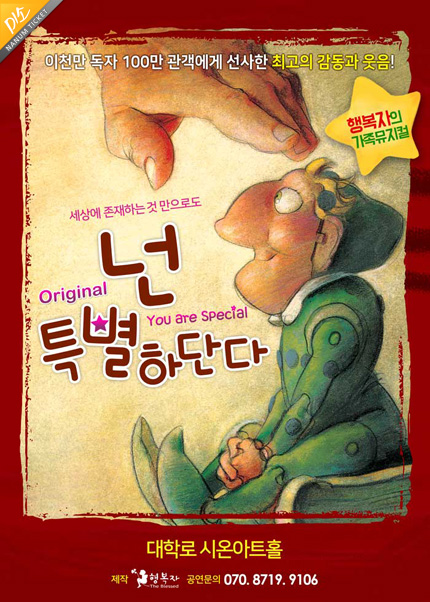 미소
NANUM TICKET
이천만 독자 100만 관객에게 선사한 최고의 감동과 웃음!
행복자의
가족뮤지컬
세상에 존재하는 것 만으로도
넌
Original
You are Special
특별하단다
대학로 시온아트홀
제작 행복자 The Blessed 공연문의 070. 8719. 9106